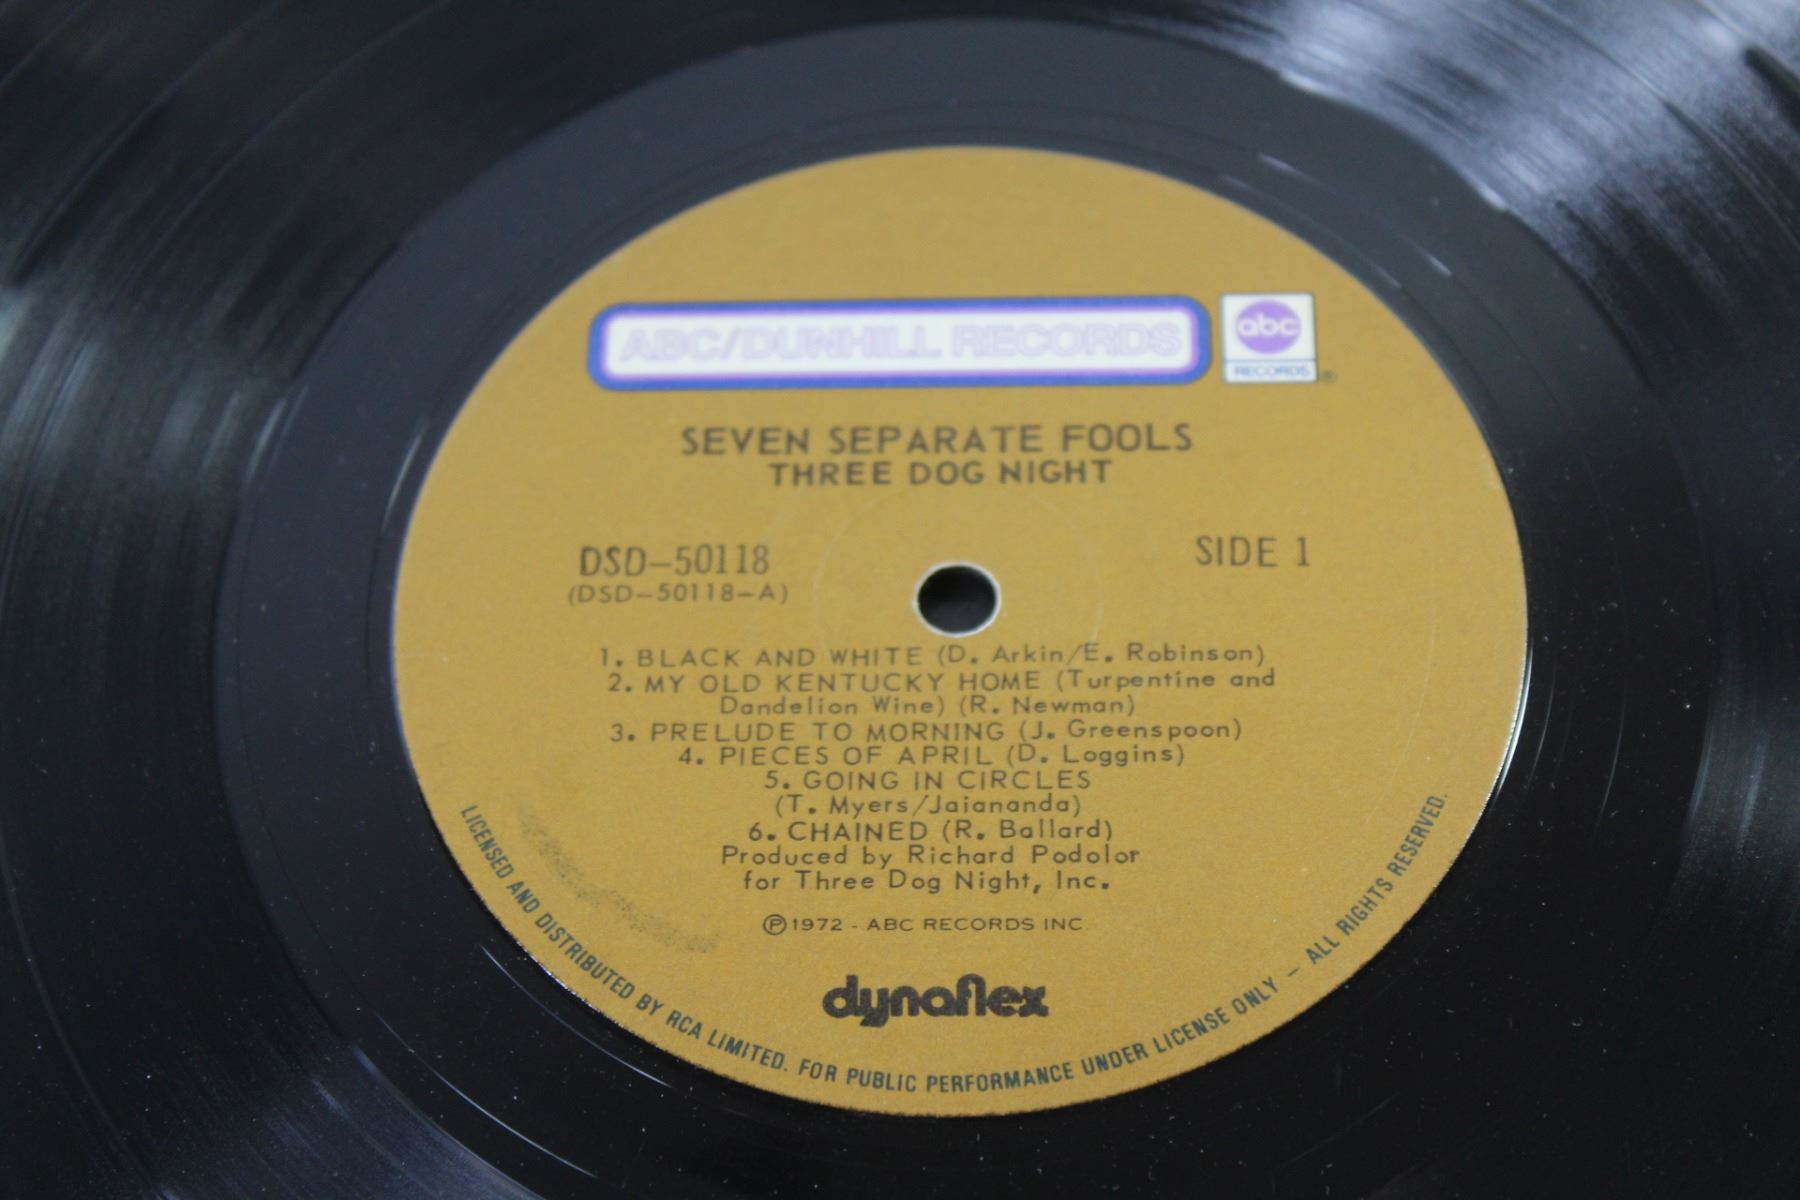 ABC/DUNHILL RECORDS
abc
RECORDS ®
SEVEN SEPARATE FOOLS
THREE DOG NIGHT
DSD-50118
(DSD-50118-A)
SIDE 1
1. BLACK AND WHITE (D. Arkin/E. Robinson)
2. MY OLD KENTUCKY HOME (Turpentine and
Dandelion Wine) (R. Newman)
3. PRELUDE TO MORNING (J. Greenspoon)
4. PIECES OF APRIL (D. Loggins)
5. GOING IN CIRCLES
(T. Myers/Jaiananda)
6. CHAINED (R. Ballard)
Produced by Richard Podolor
for Three Dog Night, Inc.
℗1972 - ABC RECORDS INC.
dynaflex
LICENSED AND DISTRIBUTED BY RCA LIMITED. FOR PUBLIC PERFORMANCE UNDER LICENSE ONLY - ALL RIGHTS RESERVED.